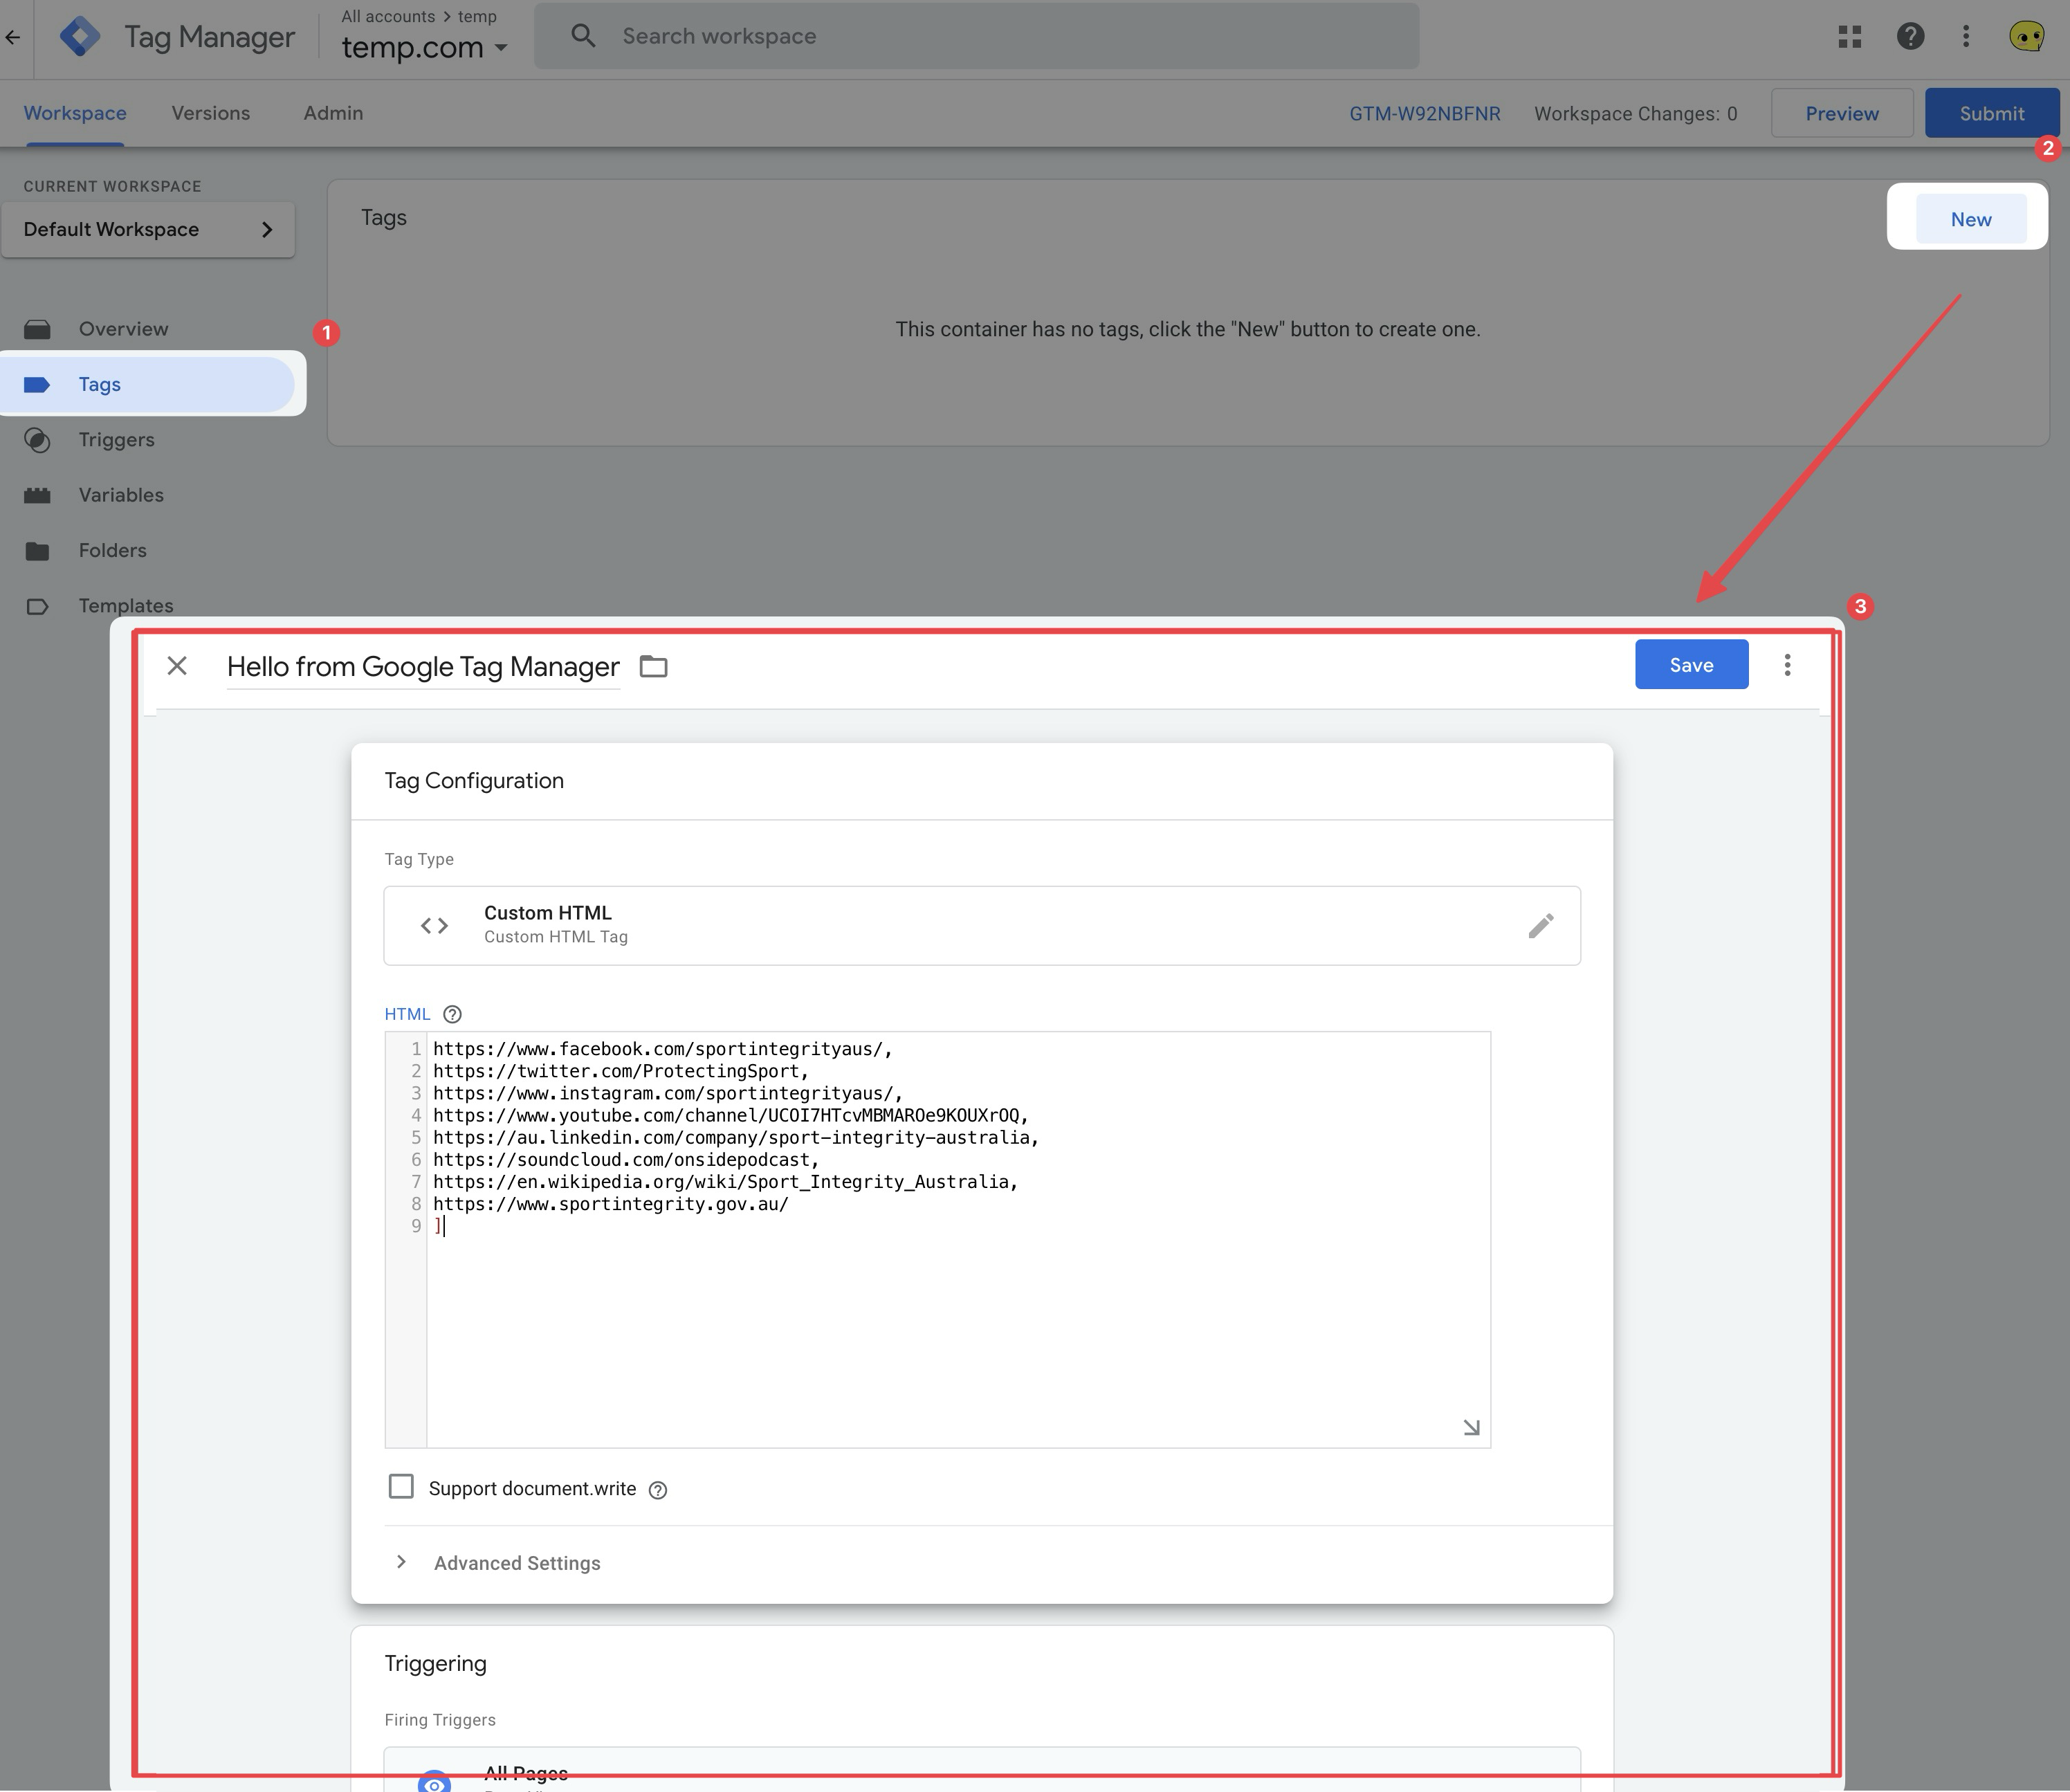 All accounts > temp
Tag Manager
temp.com
Search workspace
Workspace
Versions
Admin
GTM-W92NBFNR
Workspace Changes: 0
Preview
Submit
2
CURRENT WORKSPACE
Default Workspace
Tags
New
Overview
1
This container has no tags, click the "New" button to create one.
Tags
Triggers
Variables
Folders
Templates
3
Hello from Google Tag Manager
Save
Tag Configuration
Tag Type
Custom HTML
Custom HTML Tag
HTML
1 https://www.facebook.com/sportintegrityaus/,
2 https://twitter.com/ProtectingSport,
3 https://www.instagram.com/sportintegrityaus/,
4 https://www.youtube.com/channel/UCOI7HTcvMBMAROe9KOUXrOQ,
5 https://au.linkedin.com/company/sport-integrity-australia,
6 https://soundcloud.com/onsidepodcast,
7 https://en.wikipedia.org/wiki/Sport_Integrity_Australia,
8 https://www.sportintegrity.gov.au/
9 ]
Support document.write
Advanced Settings
Triggering
Firing Triggers
All Pages